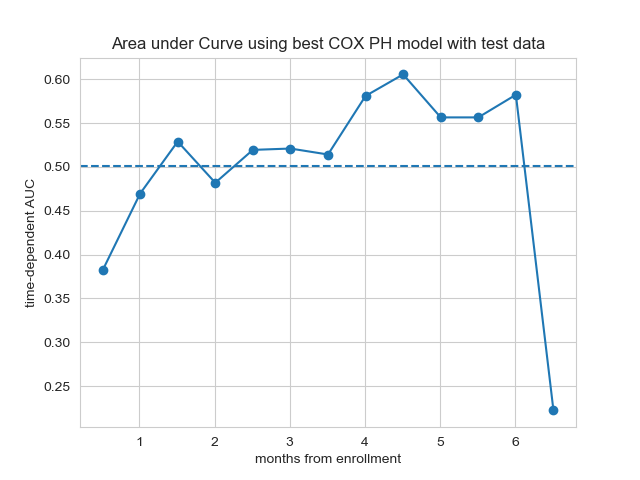 Area under Curve using best COX PH model with test data
time-dependent AUC
0.60
0.55
0.50
0.45
0.40
0.35
0.30
0.25
1 2 3 4 5 6
months from enrollment